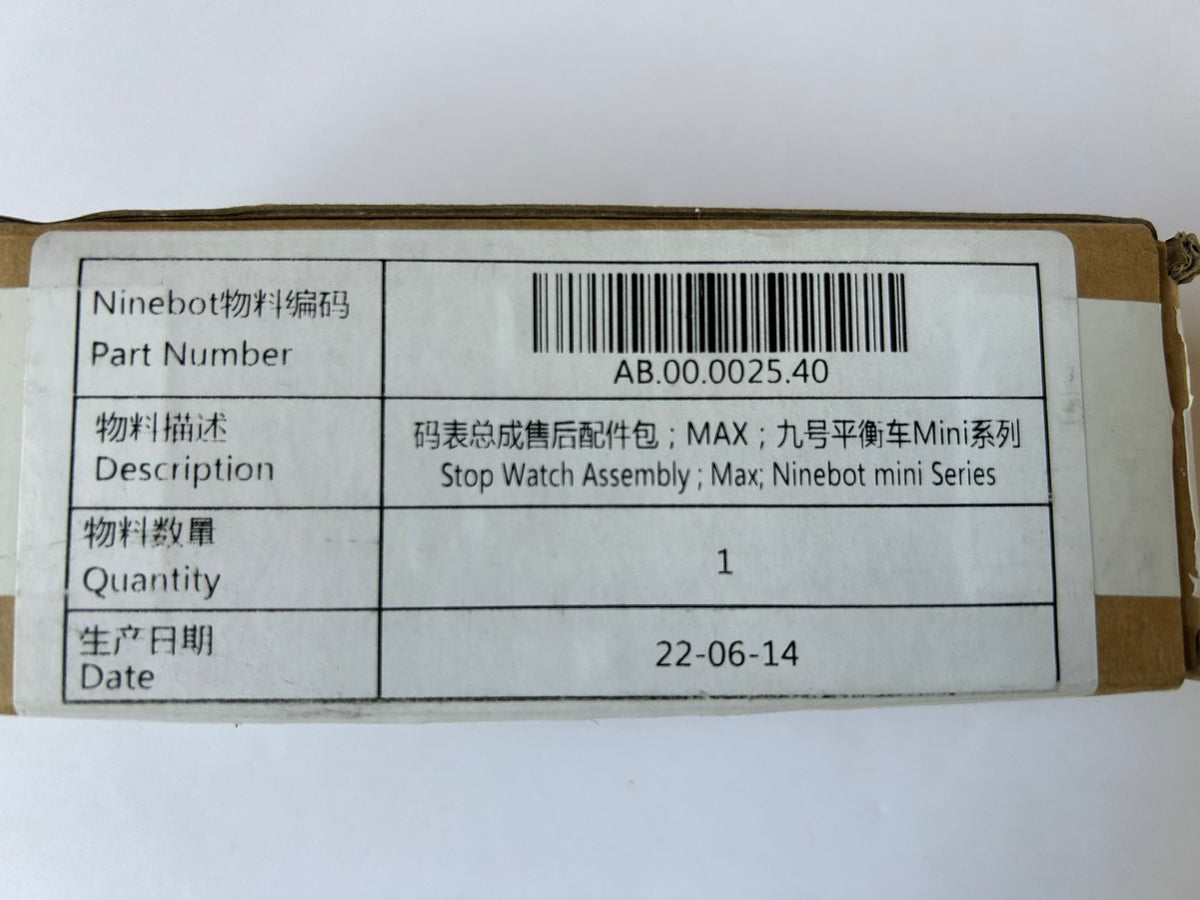 Ninebot物料编码
Part Number
AB.00.0025.40
物料描述
Description
码表总成售后配件包；MAX；九号平衡车Mini系列
Stop Watch Assembly ; Max; Ninebot mini Series
物料数量
Quantity
1
生产日期
Date
22-06-14